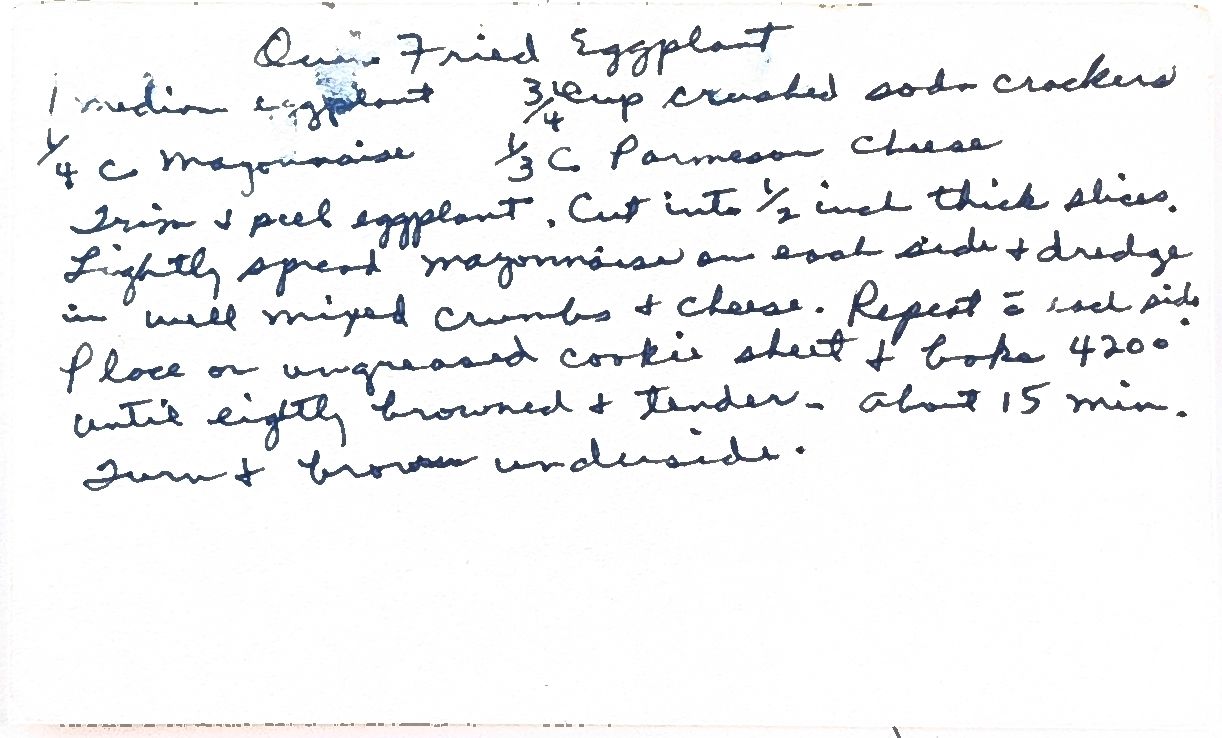 Fried Eggplant
1 medium eggplant 3/4 cup crushed soda crackers
1/4 c Mayonnaise 1/3 C Parmesan Cheese
Trim & peel eggplant. Cut into 1/2 inch thick slices.
Lightly spread mayonnaise on each side & dredge
in well mixed crumbs & cheese. Repeat c̄ each side.
Place on ungreased cookie sheet & bake 420°
until lightly browned & tender - about 15 min.
Turn & brown underside.